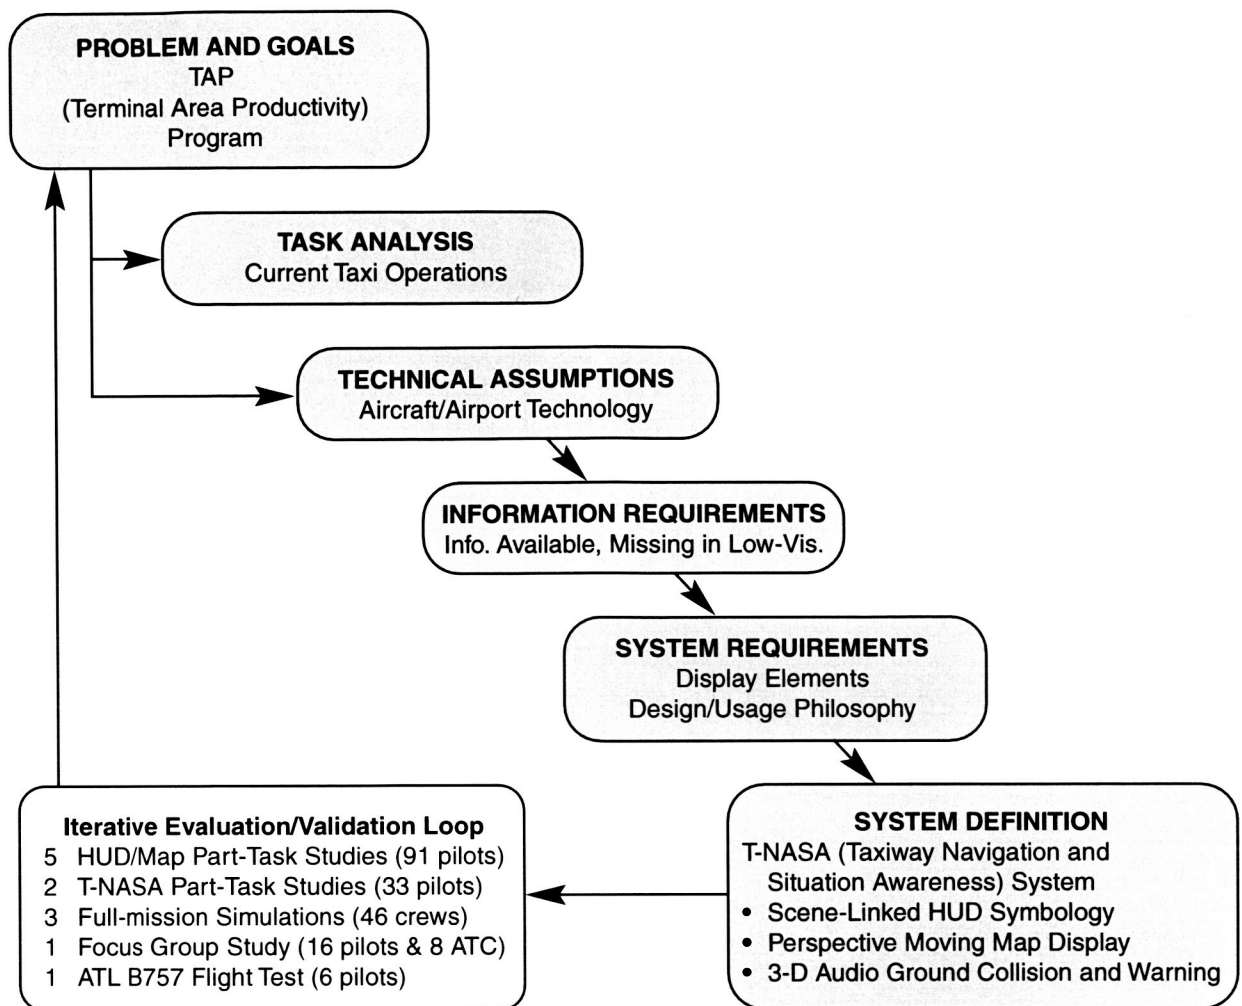 PROBLEM AND GOALS
TAP
(Terminal Area Productivity)
Program
TASK ANALYSIS
Current Taxi Operations
TECHNICAL ASSUMPTIONS
Aircraft/Airport Technology
INFORMATION REQUIREMENTS
Info. Available, Missing in Low-Vis.
SYSTEM REQUIREMENTS
Display Elements
Design/Usage Philosophy
Iterative Evaluation/Validation Loop
5 HUD/Map Part-Task Studies (91 pilots)
2 T-NASA Part-Task Studies (33 pilots)
3 Full-mission Simulations (46 crews)
1 Focus Group Study (16 pilots & 8 ATC)
1 ATL B757 Flight Test (6 pilots)
SYSTEM DEFINITION
T-NASA (Taxiway Navigation and
Situation Awareness) System
• Scene-Linked HUD Symbology
• Perspective Moving Map Display
• 3-D Audio Ground Collision and Warning